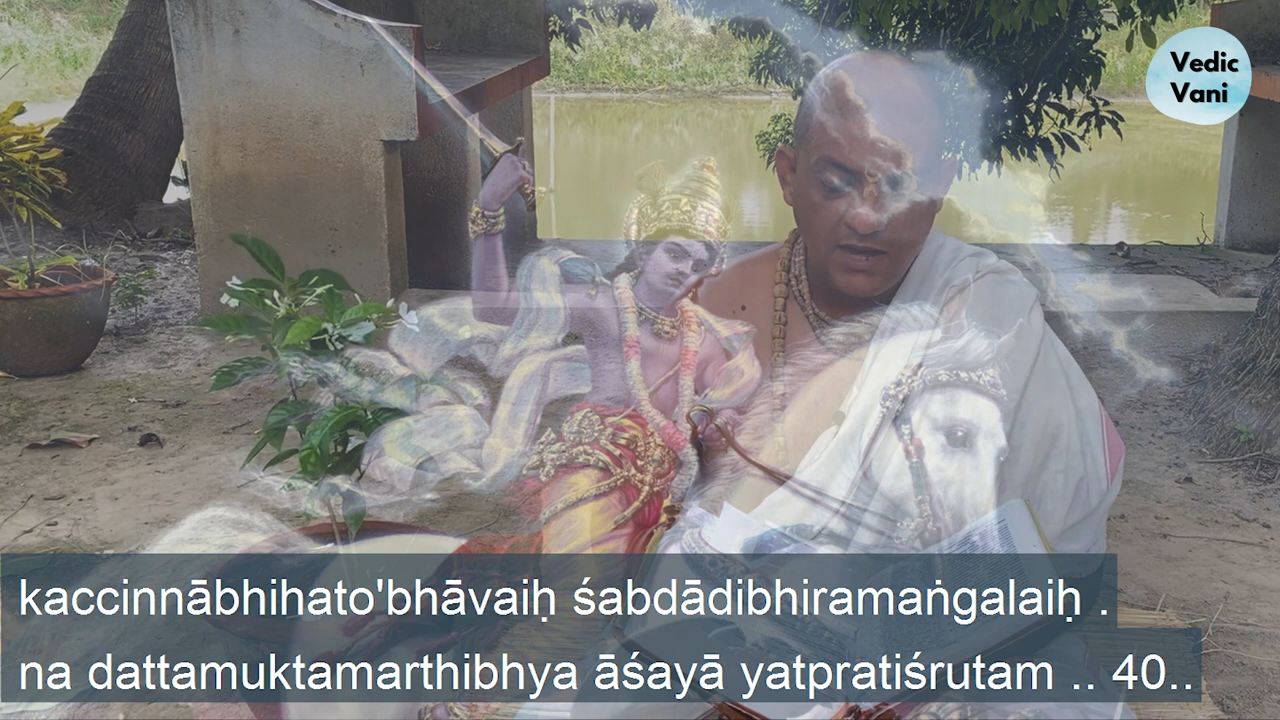 Vedic
Vani
kaccinnābhihato'bhāvaiḥ śabdādibhiramaṅgalaiḥ .
na dattamuktamarthibhya āśayā yatpratiśrutam .. 40..